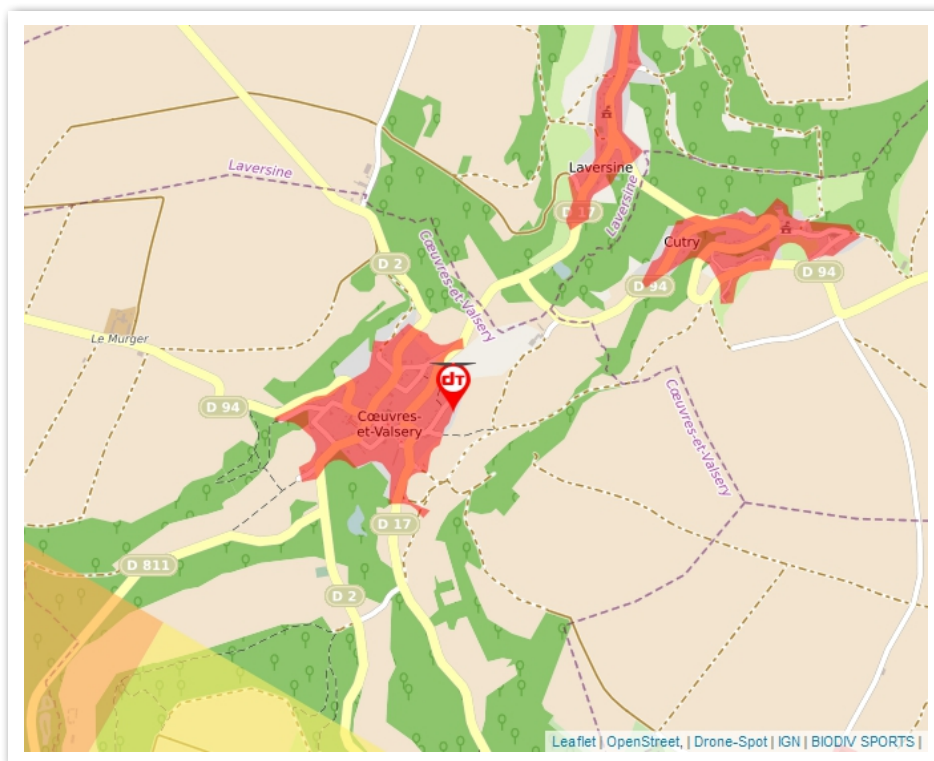 Laversine
Laversine
D 17
Laversine
Cutry
D 2
Cœuvres-et-Valsery
D 94
D 94
Le Murger
dT
D 94
Cœuvres-
et-Valsery
Cœuvres-et-Valsery
D 17
D 811
D 2
Leaflet | OpenStreet, | Drone-Spot | IGN | BIODIV SPORTS |